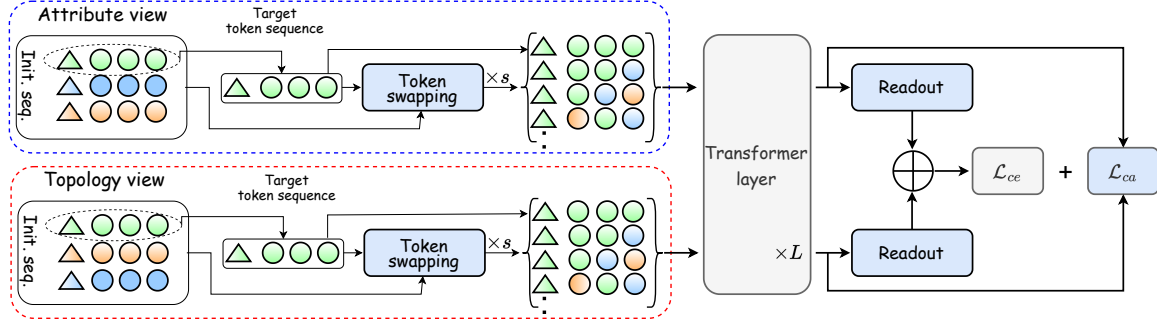 Attribute view
Init. seq.
Target
token sequence
Token
swapping
×s
Topology view
Init. seq.
Target
token sequence
Token
swapping
×s
Transformer
layer
×L
Readout
Readout
ℒce
+
ℒca